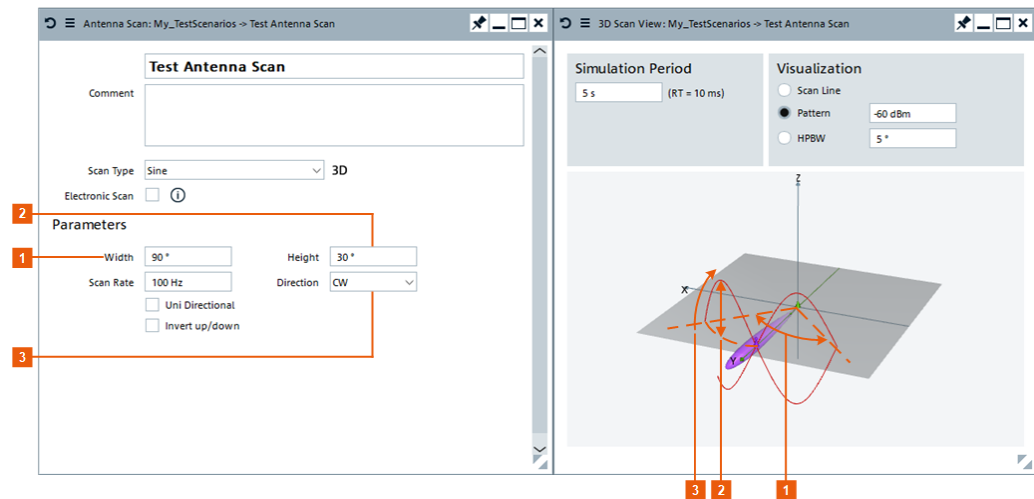 Antenna Scan: My_TestScenarios -> Test Antenna Scan
Test Antenna Scan
Comment
Scan Type Sine 3D
Electronic Scan
2
Parameters
1 Width 90 ° Height 30 °
Scan Rate 100 Hz Direction CW
Uni Directional
Invert up/down
3
3D Scan View: My_TestScenarios -> Test Antenna Scan
Simulation Period
5 s (RT = 10 ms)
Visualization
Scan Line
Pattern -60 dBm
HPBW 5 °
Z
X
Y
3 2 1